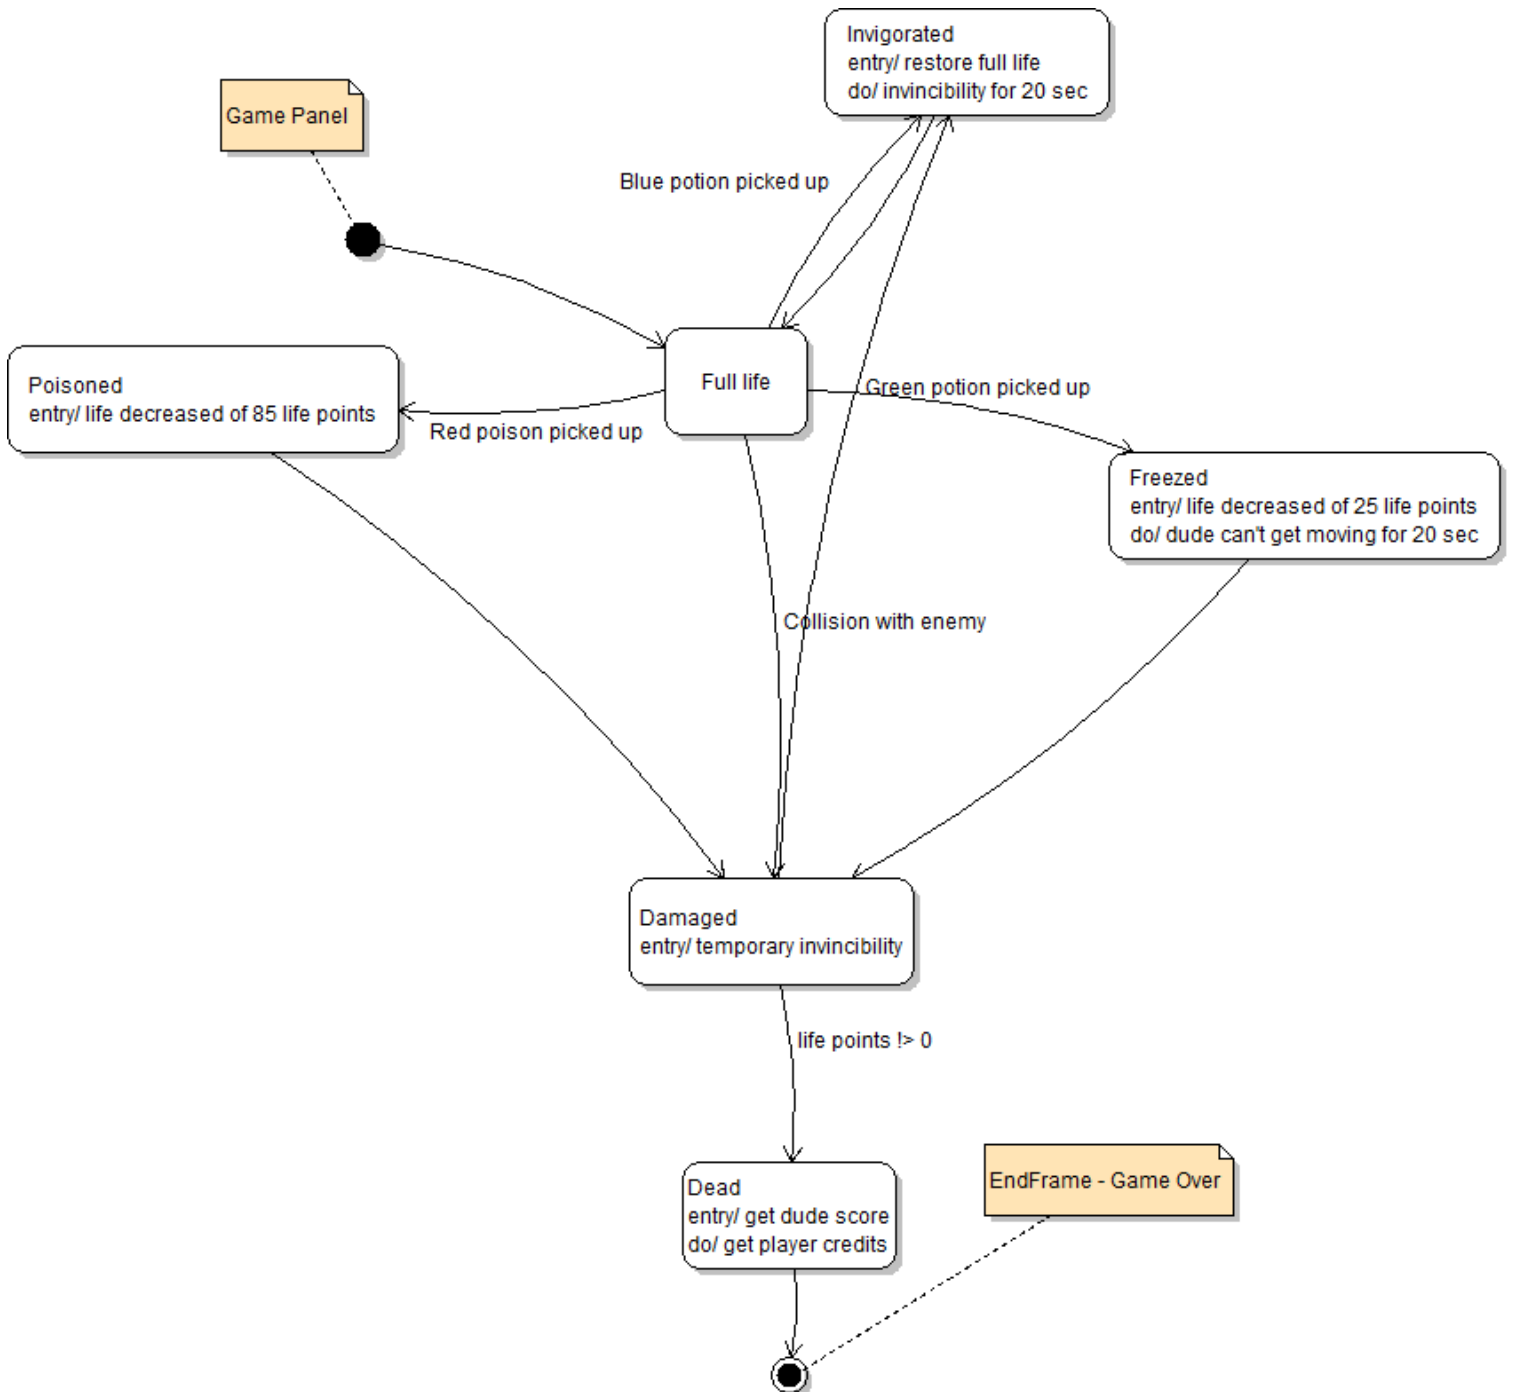 Invigorated
entry/ restore full life
do/ invincibility for 20 sec
Game Panel
Blue potion picked up
Full life
Green potion picked up
Poisoned
entry/ life decreased of 85 life points
Red poison picked up
Freezed
entry/ life decreased of 25 life points
do/ dude can't get moving for 20 sec
Collision with enemy
Damaged
entry/ temporary invincibility
life points !> 0
Dead
entry/ get dude score
do/ get player credits
EndFrame - Game Over